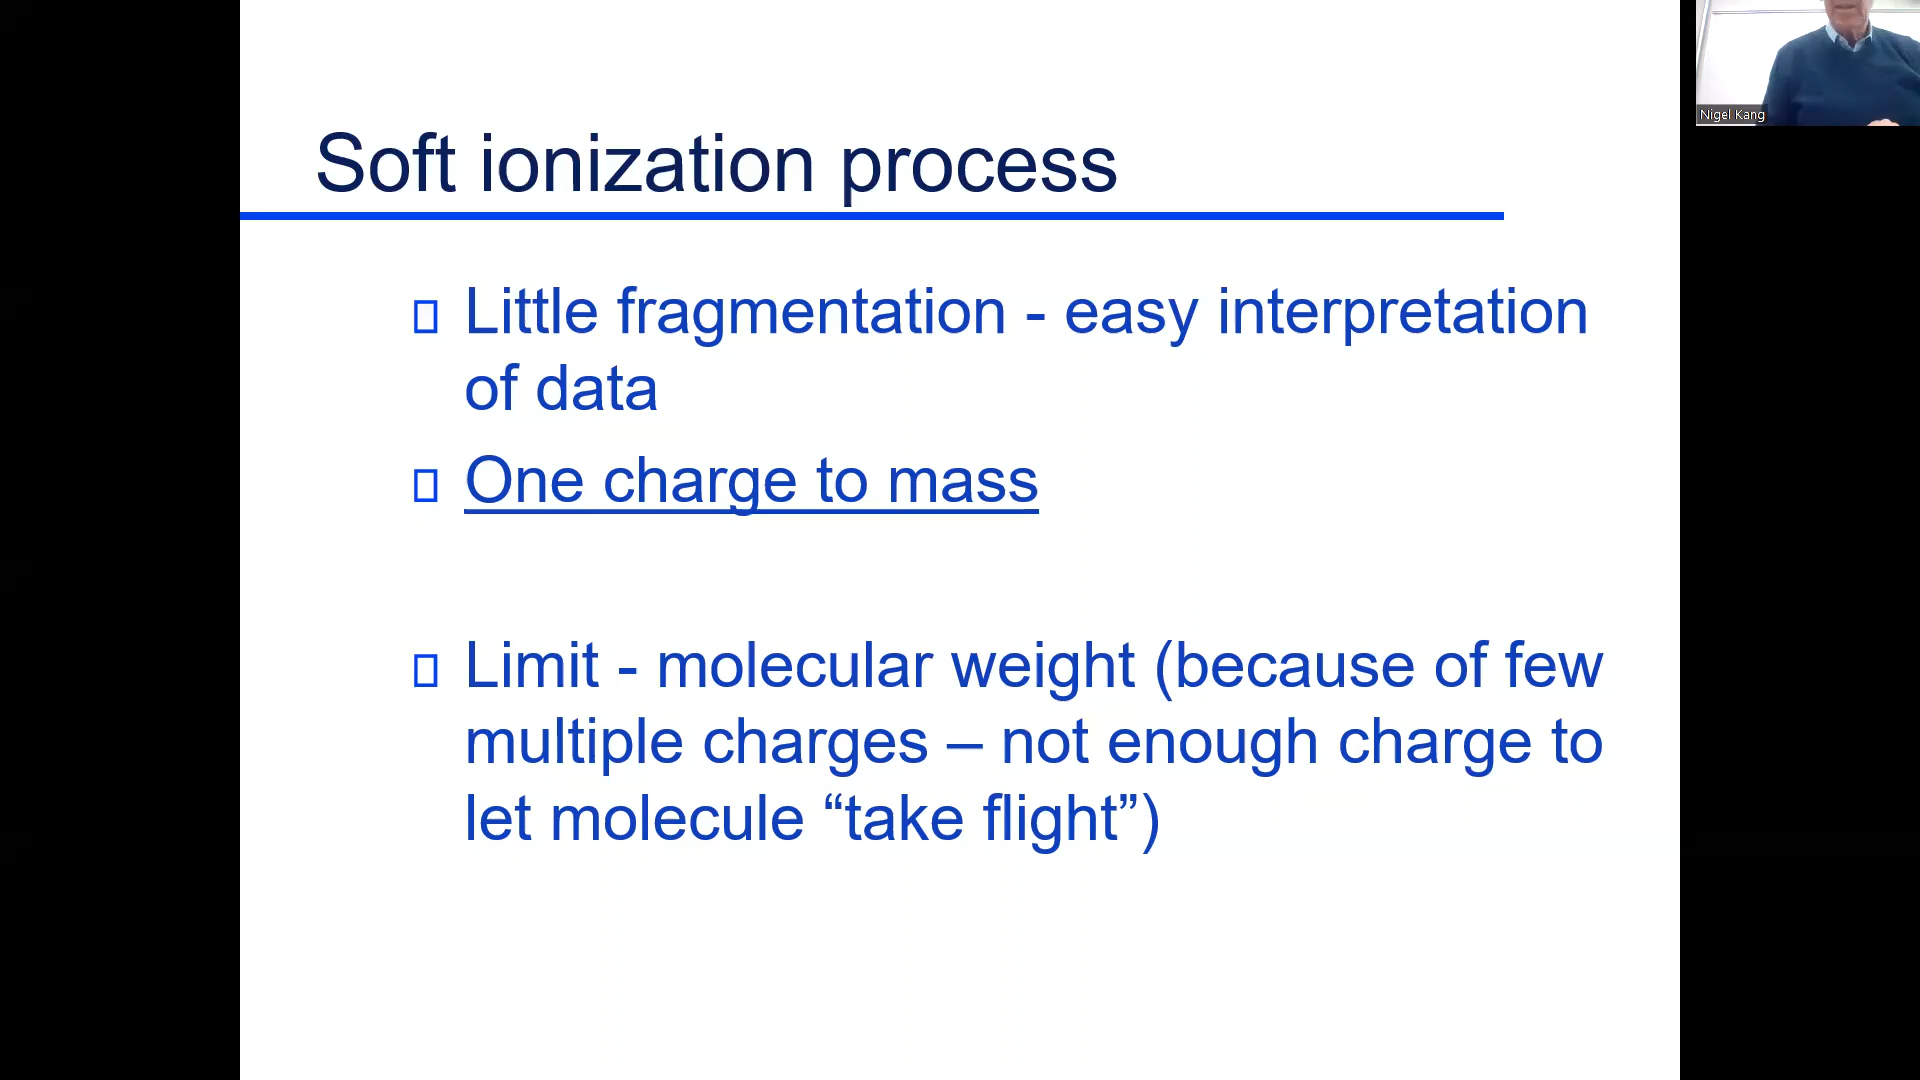 Soft ionization process
Little fragmentation - easy interpretation
of data
One charge to mass
Limit - molecular weight (because of few
multiple charges – not enough charge to
let molecule “take flight”)
Nigel Kang